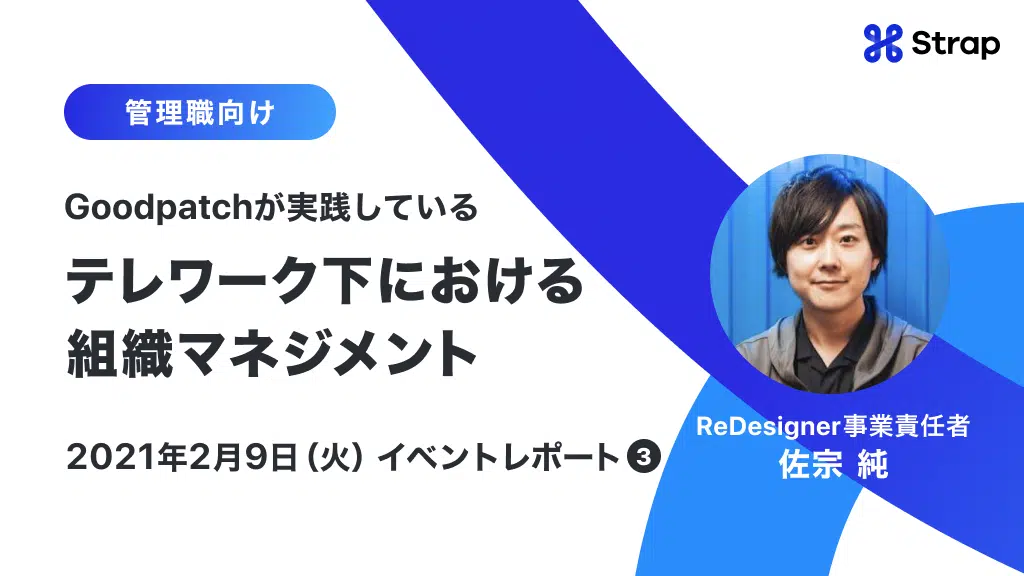 Strap
管理職向け
Goodpatchが実践している
テレワーク下における
組織マネジメント
2021年2月9日（火）イベントレポート❸
ReDesigner事業責任者
佐宗 純